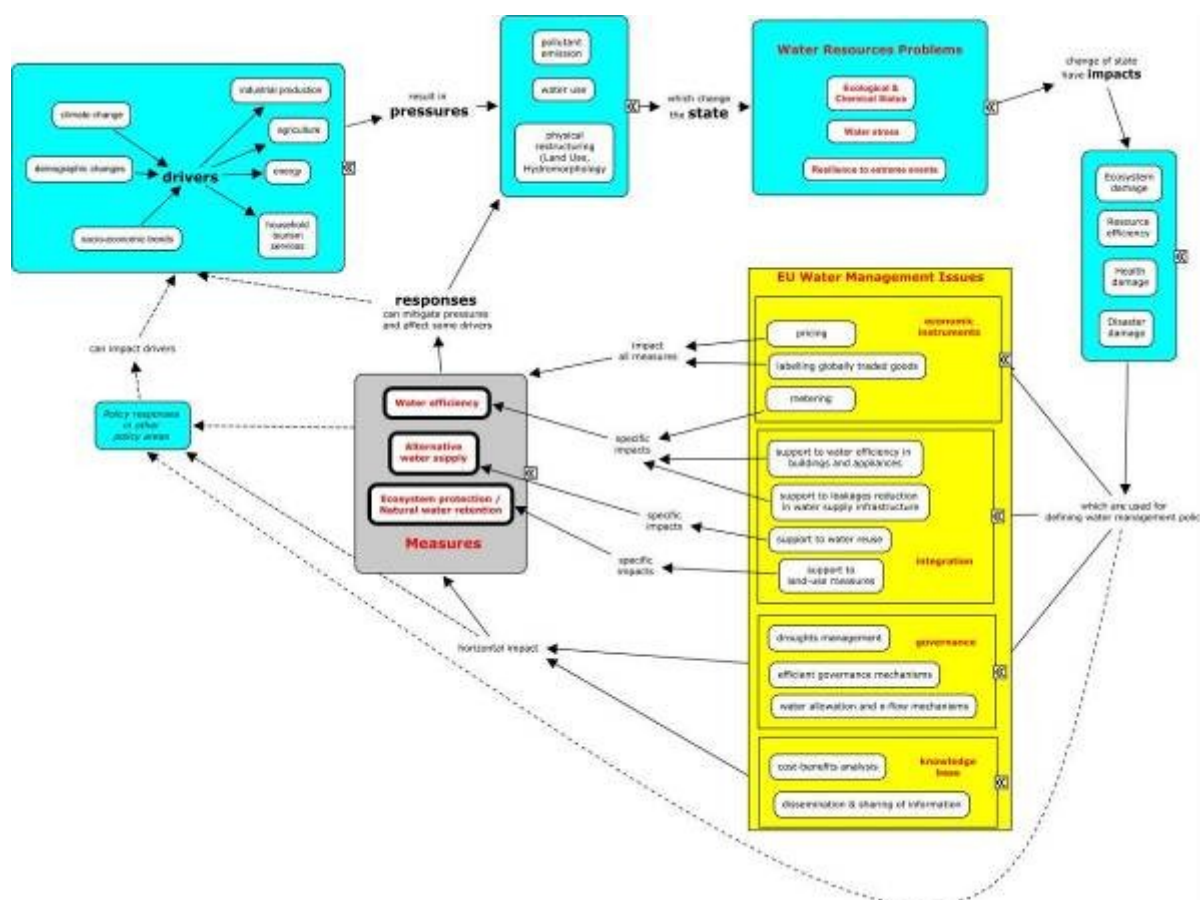 climate change
demographic changes
socio-economic trends
drivers
industrial production
agriculture
energy
household
tourism
services
result in
pressures
pollutant
emission
water use
physical
restructuring
(Land Use,
Hydromorphology
which change
the state
Water Resources Problems
Ecological &
Chemical Status
Water stress
Resilience to extreme events
change of state
have impacts
Ecosystem
damage
Resource
efficiency
Health
damage
Disaster
damage
which are used for
defining water management polic
EU Water Management Issues
economic
instruments
pricing
labelling globally traded goods
metering
support to water efficiency in
buildings and appliances
support to leakages reduction
in water supply infrastructure
support to water reuse
support to
land-use measures
integration
droughts management
governance
efficient governance mechanisms
water allowation and e-flow mechanisms
cost-benefits analysis
knowledge
base
dissemination & sharing of information
impact
all measures
specific
impacts
specific
impacts
specific
impacts
horizontal impact
responses
can mitigate pressures
and affect some drivers
Water efficiency
Alternative
water supply
Ecosystem protection /
Natural water retention
Measures
can impact drivers
Policy responses
in other
policy areas